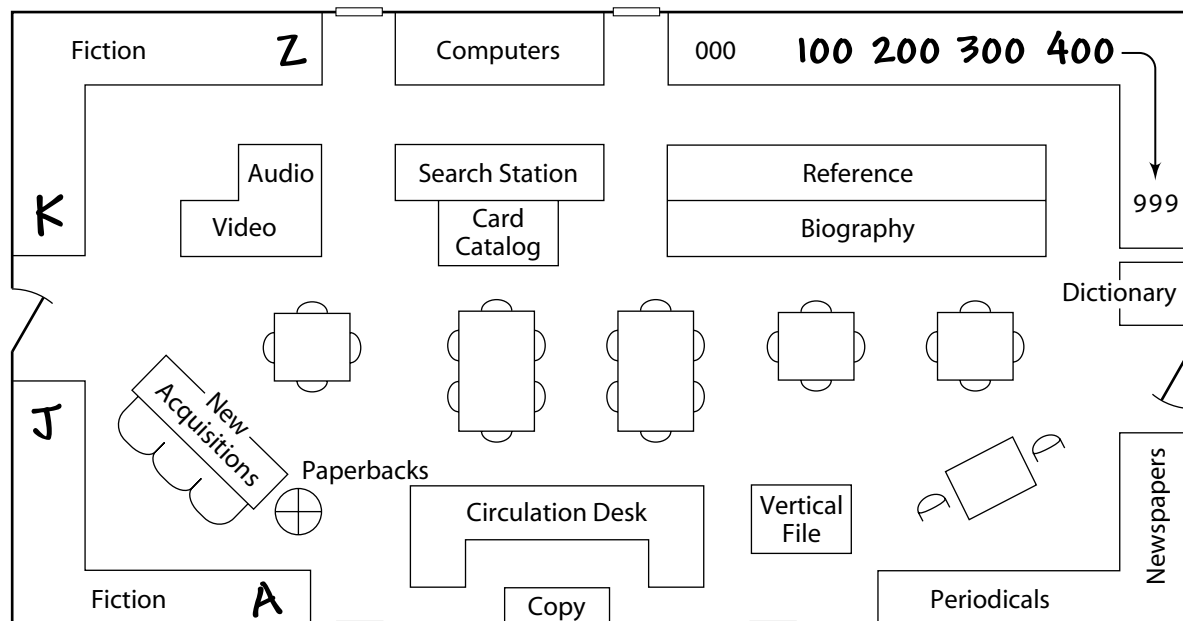 Fiction Z
Computers
000 100 200 300 400
999
Audio
Video
Search Station
Card
Catalog
Reference
Biography
K
Dictionary
J
New
Acquisitions
Paperbacks
Circulation Desk
Vertical
File
Newspapers
Fiction A
Copy
Periodicals